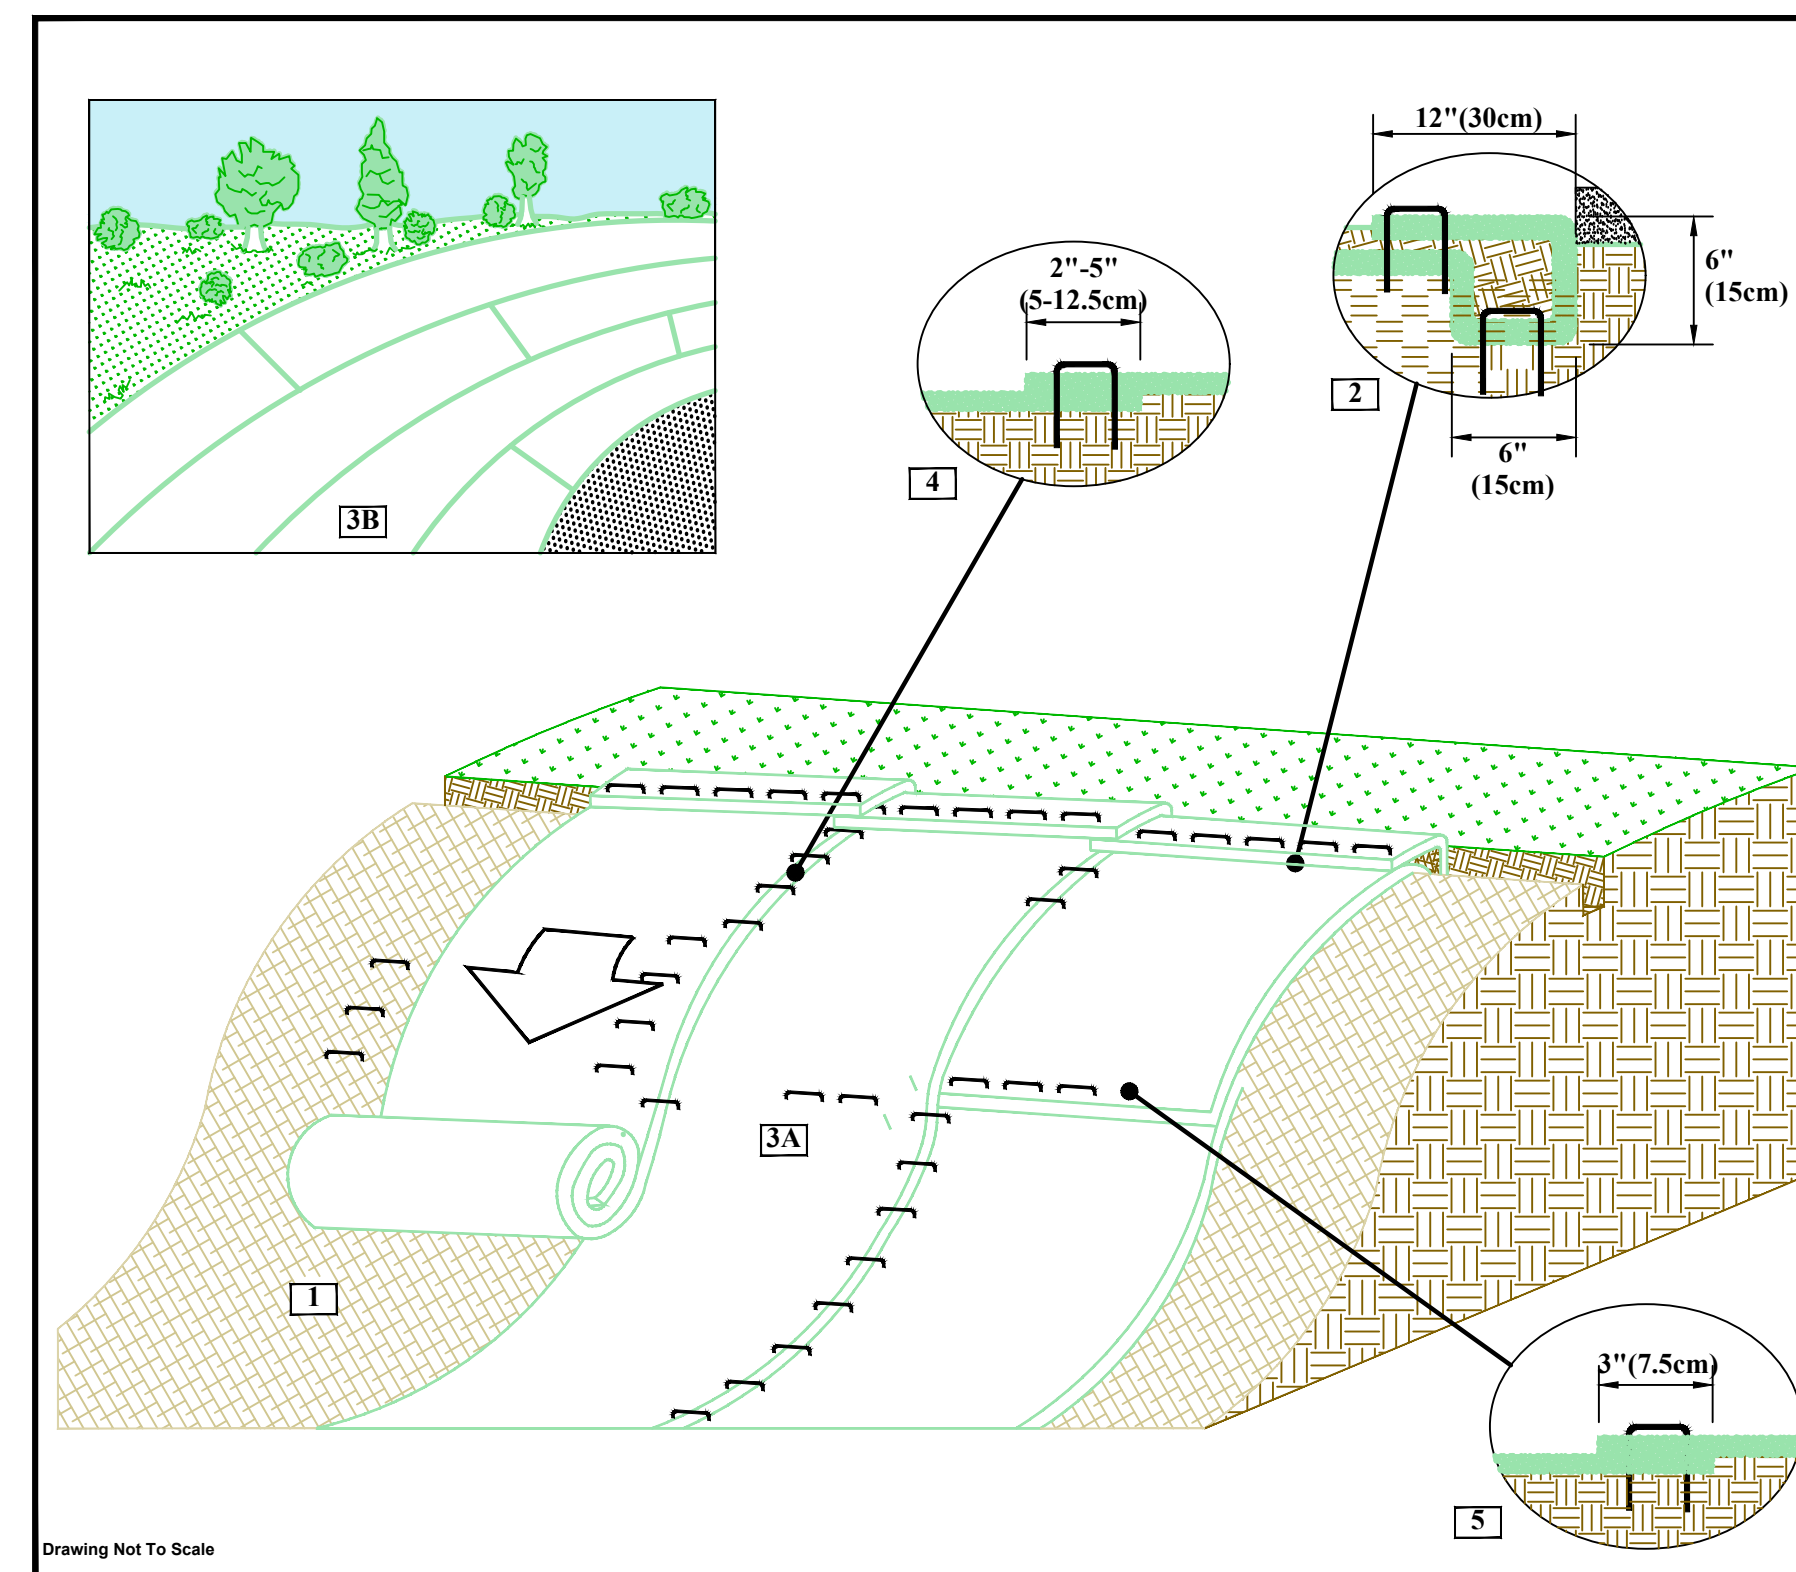 12"(30cm)
6"
(15cm)
2
6"
(15cm)
2"-5"
(5-12.5cm)
4
3B
3A
1
3"(7.5cm)
5
Drawing Not To Scale